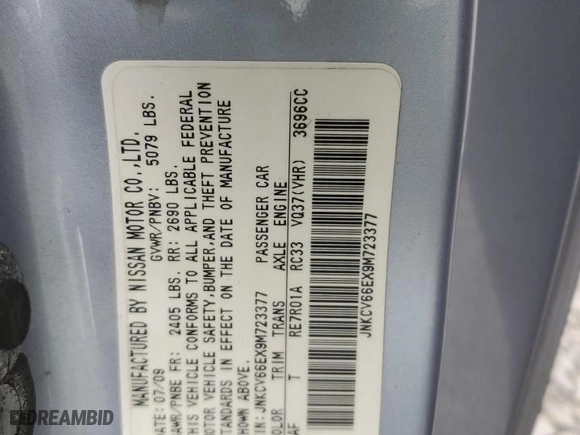 MANUFACTURED BY NISSAN MOTOR CO.,LTD.
DATE: 07/09 GVWR/PNBV: 5079 LBS.
GAWR/PNBE FR: 2405 LBS. RR: 2690 LBS.
THIS VEHICLE CONFORMS TO ALL APPLICABLE FEDERAL
MOTOR VEHICLE SAFETY,BUMPER,AND THEFT PREVENTION
STANDARDS IN EFFECT ON THE DATE OF MANUFACTURE
SHOWN ABOVE.
VIN:JNKCV66EX9M723377 PASSENGER CAR
COLOR TRIM TRANS AXLE ENGINE
AF T RE7R01A RC33 VQ37(VHR) 3696CC
JNKCV66EX9M723377
DREAMBID